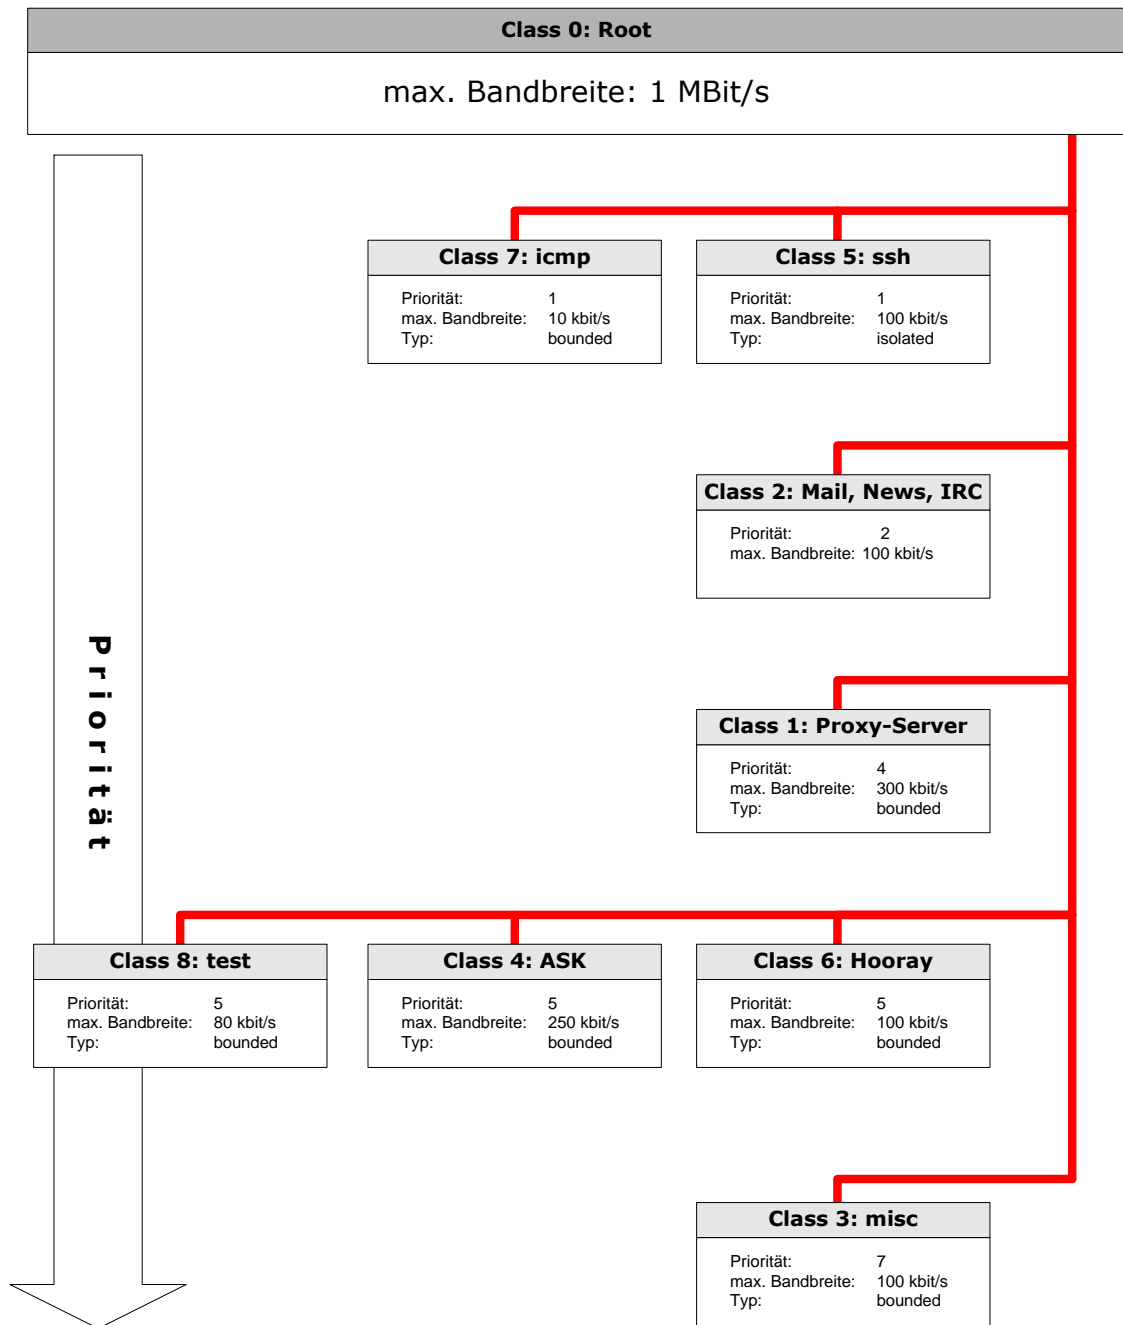 Class 0: Root
max. Bandbreite: 1 MBit/s
Priorität
Class 7: icmp
Priorität: 1
max. Bandbreite: 10 kbit/s
Typ: bounded
Class 5: ssh
Priorität: 1
max. Bandbreite: 100 kbit/s
Typ: isolated
Class 2: Mail, News, IRC
Priorität: 2
max. Bandbreite: 100 kbit/s
Class 1: Proxy-Server
Priorität: 4
max. Bandbreite: 300 kbit/s
Typ: bounded
Class 8: test
Priorität: 5
max. Bandbreite: 80 kbit/s
Typ: bounded
Class 4: ASK
Priorität: 5
max. Bandbreite: 250 kbit/s
Typ: bounded
Class 6: Hooray
Priorität: 5
max. Bandbreite: 100 kbit/s
Typ: bounded
Class 3: misc
Priorität: 7
max. Bandbreite: 100 kbit/s
Typ: bounded